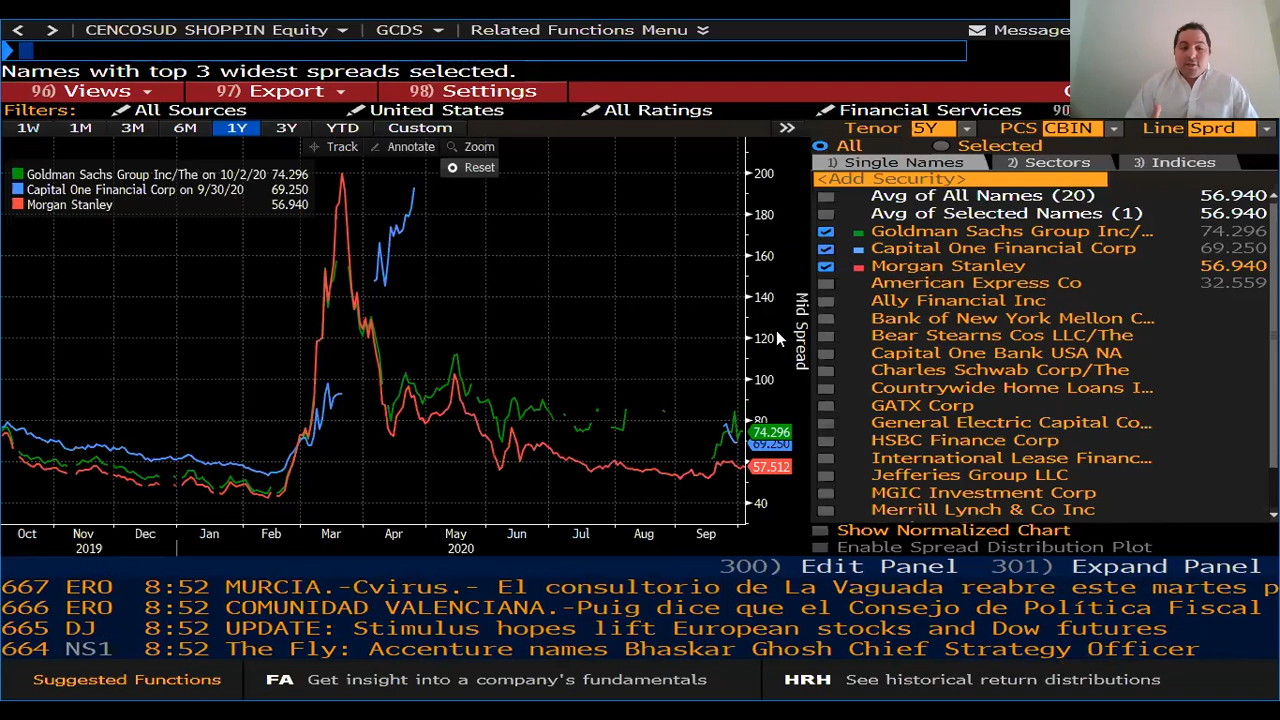 < > CENCOSUD SHOPPIN Equity GCDS Related Functions Menu Message
Names with top 3 widest spreads selected.
96) Views 97) Export 98) Settings
Filters: All Sources United States All Ratings Financial Services
1W 1M 3M 6M 1Y 3Y YTD Custom
Tenor 5Y PCS CBIN Line Sprd
Track Annotate Zoom
Reset
All Selected
1) Single Names 2) Sectors 3) Indices
<Add Security>
Goldman Sachs Group Inc/The on 10/2/20 74.296
Capital One Financial Corp on 9/30/20 69.250
Morgan Stanley 56.940
200
180
160
140
120
100
80
74.296
69.250
57.512
40
Mid Spread
Oct Nov Dec Jan Feb Mar Apr May Jun Jul Aug Sep
2019 2020
Avg of All Names (20) 56.940
Avg of Selected Names (1) 56.940
Goldman Sachs Group Inc/... 74.296
Capital One Financial Corp 69.250
Morgan Stanley 56.940
American Express Co 32.559
Ally Financial Inc
Bank of New York Mellon C...
Bear Stearns Cos LLC/The
Capital One Bank USA NA
Charles Schwab Corp/The
Countrywide Home Loans I...
GATX Corp
General Electric Capital Co...
HSBC Finance Corp
International Lease Financ...
Jefferies Group LLC
MGIC Investment Corp
Merrill Lynch & Co Inc
Show Normalized Chart
Enable Spread Distribution Plot
300) Edit Panel 301) Expand Panel
667 ERO 8:52 MURCIA.-Cvirus.- El consultorio de La Vaguada reabre este martes p
666 ERO 8:52 COMUNIDAD VALENCIANA.-Puig dice que el Consejo de Política Fiscal
665 DJ 8:52 UPDATE: Stimulus hopes lift European stocks and Dow futures
664 NS1 8:52 The Fly: Accenture names Bhaskar Ghosh Chief Strategy Officer
Suggested Functions FA Get insight into a company's fundamentals HRH See historical return distributions